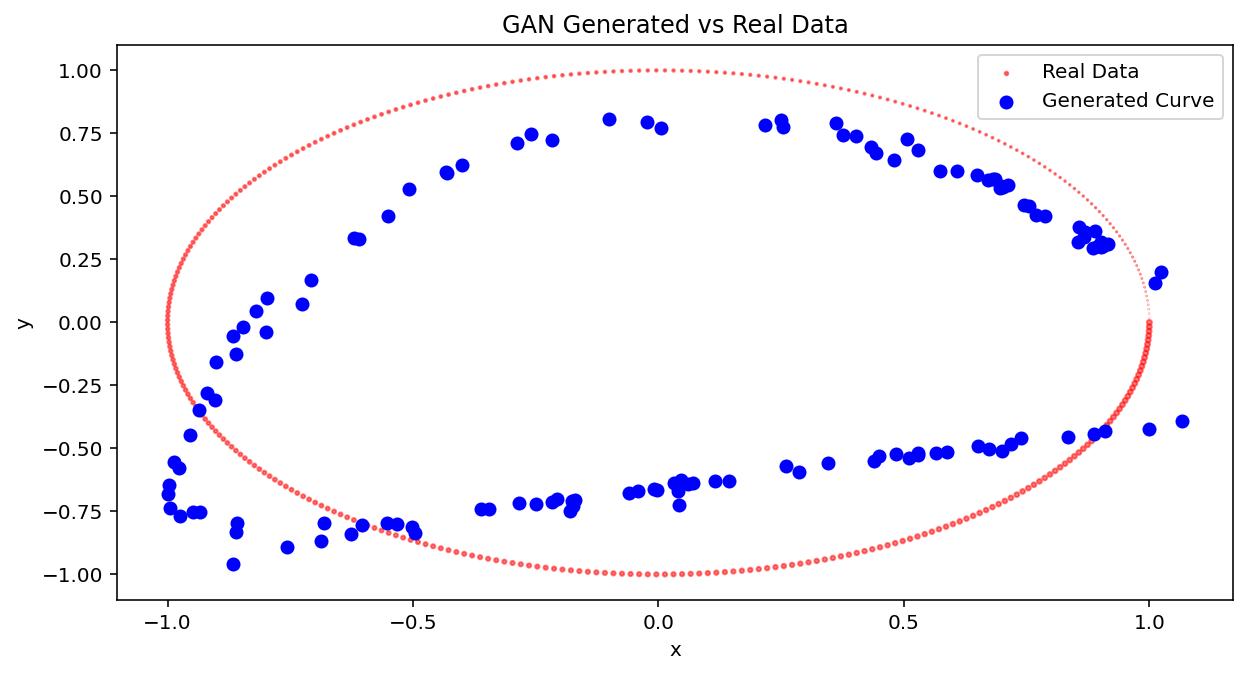 GAN Generated vs Real Data
Real Data
Generated Curve
1.00
0.75
0.50
0.25
0.00
−0.25
−0.50
−0.75
−1.00
y
−1.0 −0.5 0.0 0.5 1.0
x